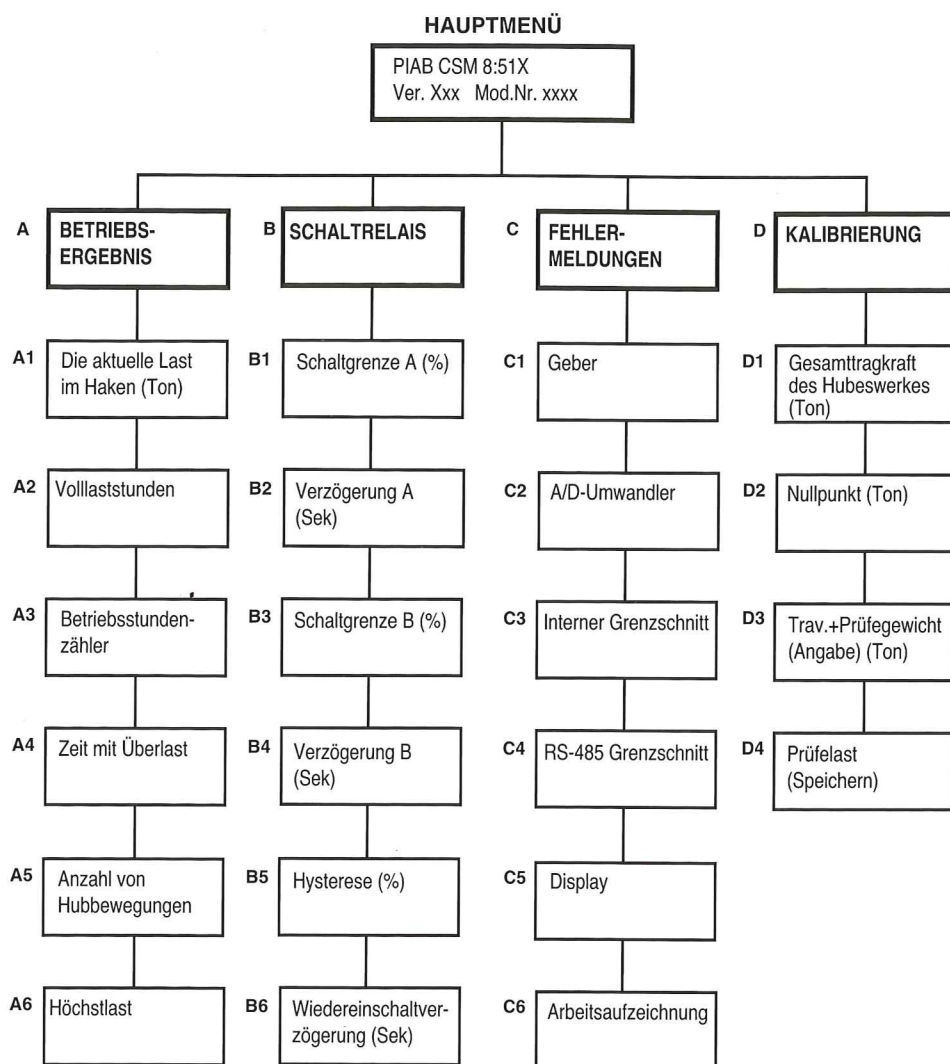 HAUPTMENÜ
PIAB CSM 8:51X
Ver. Xxx Mod.Nr. xxxx
A
BETRIEBS-
ERGEBNIS
A1
Die aktuelle Last
im Haken (Ton)
A2
Volllaststunden
A3
Betriebsstunden-
zähler
A4
Zeit mit Überlast
A5
Anzahl von
Hubbewegungen
A6
Höchstlast
B
SCHALTRELAIS
B1
Schaltgrenze A (%)
B2
Verzögerung A
(Sek)
B3
Schaltgrenze B (%)
B4
Verzögerung B
(Sek)
B5
Hysterese (%)
B6
Wiedereinschaltver-
zögerung (Sek)
C
FEHLER-
MELDUNGEN
C1
Geber
C2
A/D-Umwandler
C3
Interner Grenzschnitt
C4
RS-485 Grenzschnitt
C5
Display
C6
Arbeitsaufzeichnung
D
KALIBRIERUNG
D1
Gesamttragkraft
des Hubeswerkes
(Ton)
D2
Nullpunkt (Ton)
D3
Trav.+Prüfegewicht
(Angabe) (Ton)
D4
Prüfelast
(Speichern)